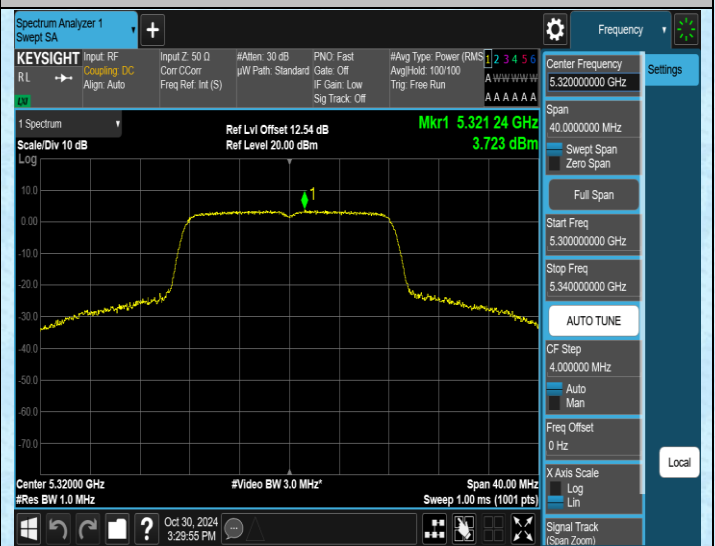 Spectrum Analyzer 1
Swept SA
+
Frequency
KEYSIGHT
RL
Input: RF
Coupling: DC
Align: Auto
Input Z: 50 Ω
Corr CCorr
Freq Ref: Int (S)
#Atten: 30 dB
µW Path: Standard
PNO: Fast
Gate: Off
IF Gain: Low
Sig Track: Off
#Avg Type: Power (RMS
Avg|Hold: 100/100
Trig: Free Run
1 2 3 4 5 6
A W W W W W
A A A A A A
1 Spectrum
Scale/Div 10 dB
Log
Ref Lvl Offset 12.54 dB
Ref Level 20.00 dBm
Mkr1 5.321 24 GHz
3.723 dBm
1
10.0
0.00
-10.0
-20.0
-30.0
-40.0
-50.0
-60.0
-70.0
Center 5.32000 GHz
#Res BW 1.0 MHz
#Video BW 3.0 MHz*
Span 40.00 MHz
Sweep 1.00 ms (1001 pts)
Center Frequency
5.320000000 GHz
Settings
Span
40.0000000 MHz
Swept Span
Zero Span
Full Span
Start Freq
5.300000000 GHz
Stop Freq
5.340000000 GHz
AUTO TUNE
CF Step
4.000000 MHz
Auto
Man
Freq Offset
0 Hz
X Axis Scale
Log
Lin
Local
Signal Track
(Span Zoom)
?
Oct 30, 2024
3:29:55 PM